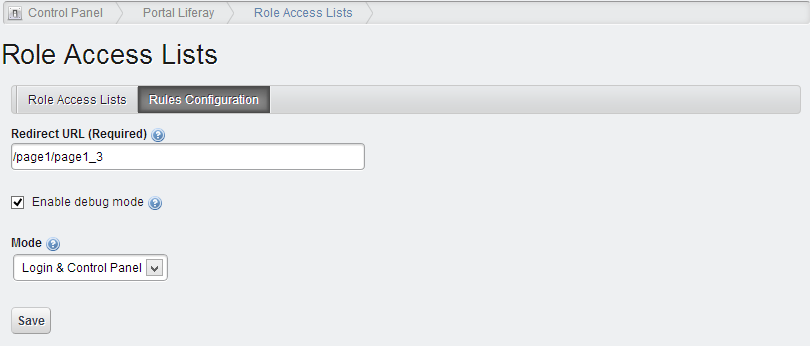 Control Panel Portal Liferay Role Access Lists
Role Access Lists
Role Access Lists Rules Configuration
Redirect URL (Required) ?
/page1/page1_3
Enable debug mode ?
Mode ?
Login & Control Panel
Save